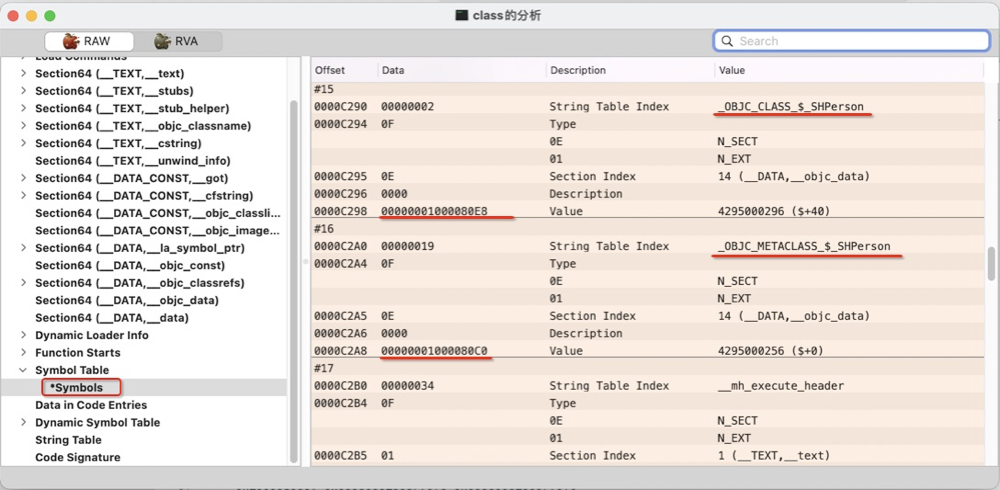 class的分析
RAW
RVA
Search
Section64 (__TEXT,__text)
Section64 (__TEXT,__stubs)
Section64 (__TEXT,__stub_helper)
Section64 (__TEXT,__objc_classname)
Section64 (__TEXT,__cstring)
Section64 (__TEXT,__unwind_info)
Section64 (__DATA_CONST,__got)
Section64 (__DATA_CONST,__cfstring)
Section64 (__DATA_CONST,__objc_classli...
Section64 (__DATA_CONST,__objc_image...
Section64 (__DATA,__la_symbol_ptr)
Section64 (__DATA,__objc_const)
Section64 (__DATA,__objc_classrefs)
Section64 (__DATA,__objc_data)
Section64 (__DATA,__data)
Dynamic Loader Info
Function Starts
Symbol Table
*Symbols
Data in Code Entries
Dynamic Symbol Table
String Table
Code Signature
Offset Data Description Value
#15
0000C290 00000002 String Table Index _OBJC_CLASS_$_SHPerson
0000C294 0F Type
0E N_SECT
01 N_EXT
0000C295 0E Section Index 14 (__DATA,__objc_data)
0000C296 0000 Description
0000C298 00000001000080E8 Value 4295000296 ($+40)
#16
0000C2A0 00000019 String Table Index _OBJC_METACLASS_$_SHPerson
0000C2A4 0F Type
0E N_SECT
01 N_EXT
0000C2A5 0E Section Index 14 (__DATA,__objc_data)
0000C2A6 0000 Description
0000C2A8 00000001000080C0 Value 4295000256 ($+0)
#17
0000C2B0 00000034 String Table Index __mh_execute_header
0000C2B4 0F Type
0E N_SECT
01 N_EXT
0000C2B5 01 Section Index 1 (__TEXT,__text)